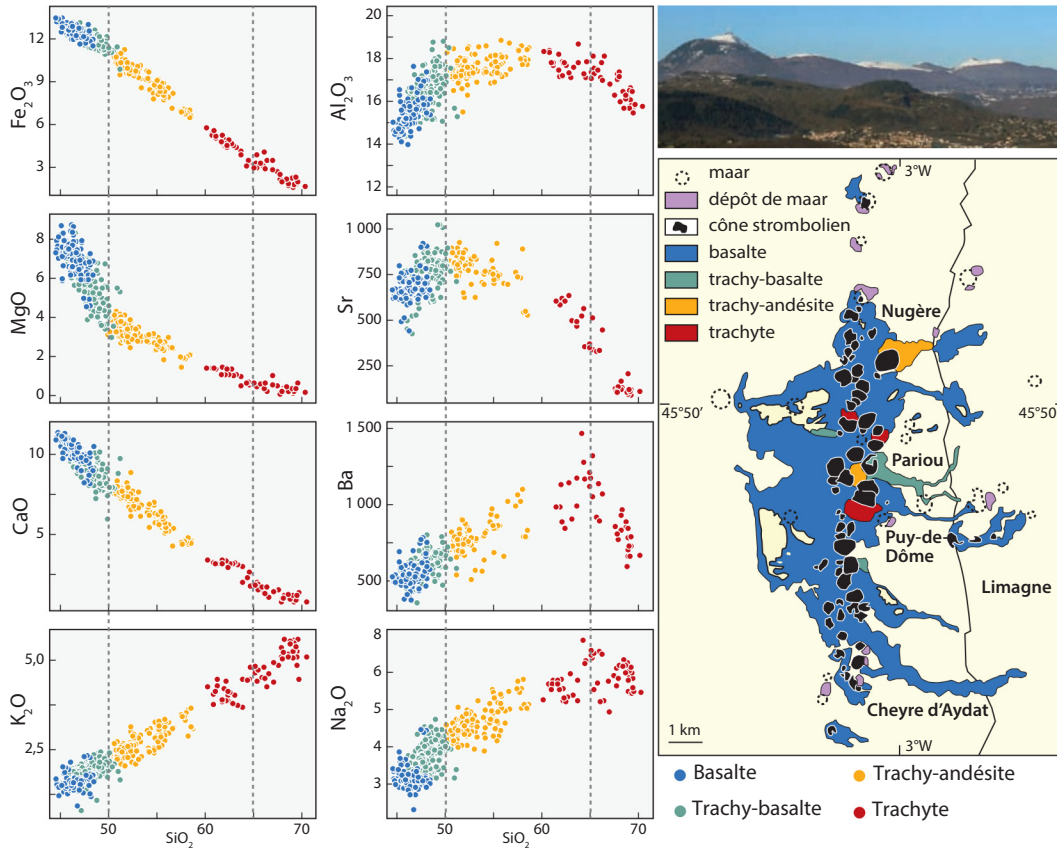 Fe₂O₃
12
9
6
3
Al₂O₃
20
18
16
14
12
MgO
8
6
4
2
0
Sr
1 000
750
500
250
CaO
10
5
Ba
1 500
1 000
500
K₂O
5,0
2,5
50
60
70
SiO₂
Na₂O
8
6
5
4
3
50
60
70
SiO₂
maar
dépôt de maar
cône strombolien
basalte
trachy-basalte
trachy-andésite
trachyte
3°W
Nugère
45°50'
45°50'
Pariou
Puy-de-
Dôme
Limagne
Cheyre d'Aydat
1 km
3°W
Basalte
Trachy-andésite
Trachy-basalte
Trachyte